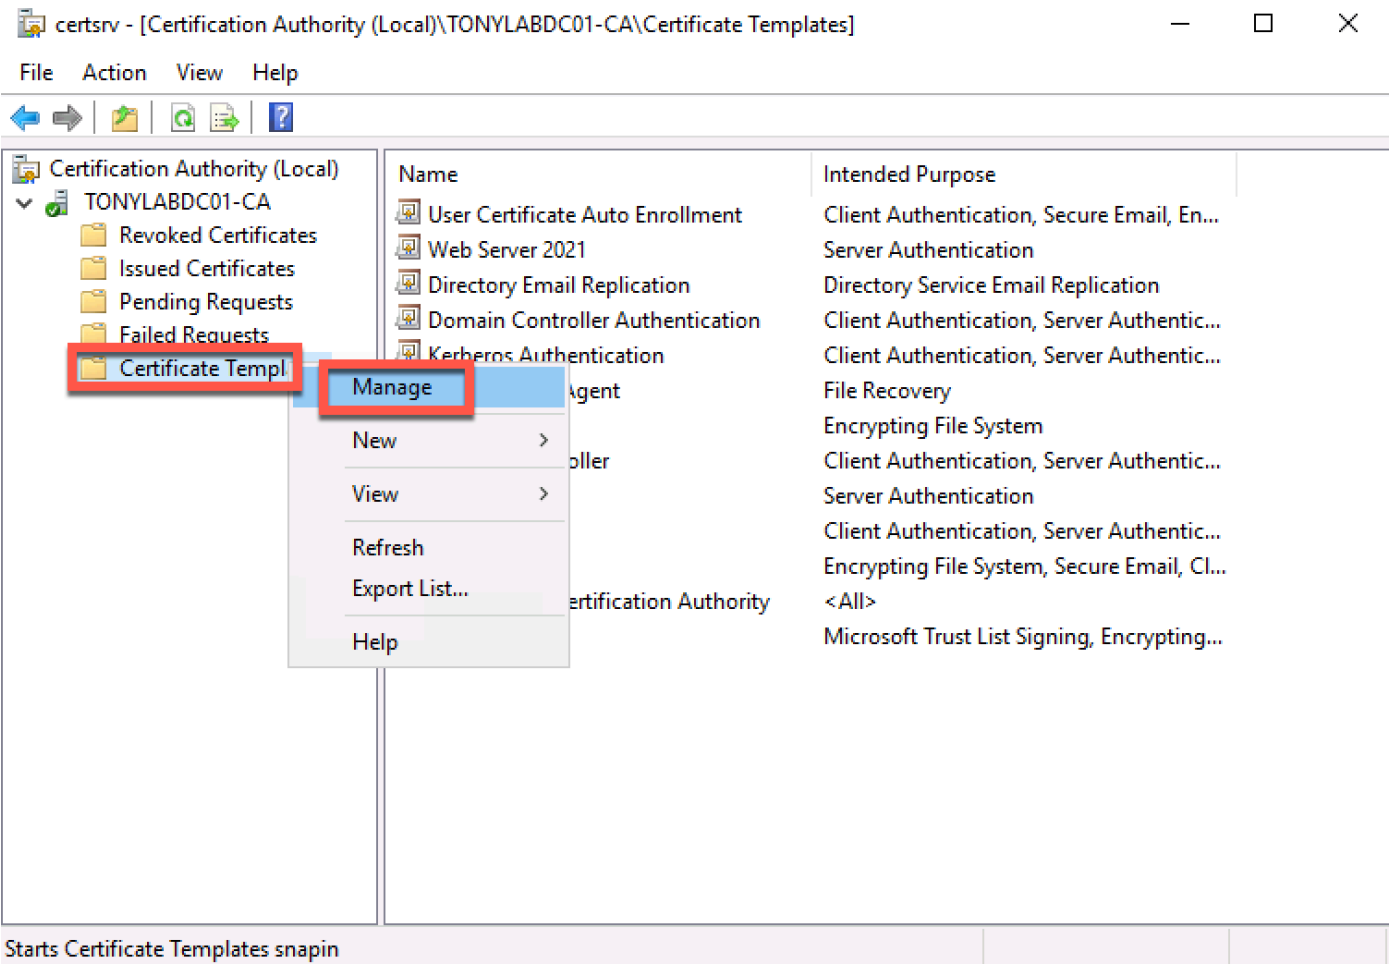 certsrv - [Certification Authority (Local)\TONYLABDC01-CA\Certificate Templates]
File Action View Help
Certification Authority (Local)
TONYLABDC01-CA
Revoked Certificates
Issued Certificates
Pending Requests
Failed Requests
Certificate Templ
Manage
New
View
Refresh
Export List...
Help
Name Intended Purpose
User Certificate Auto Enrollment Client Authentication, Secure Email, En...
Web Server 2021 Server Authentication
Directory Email Replication Directory Service Email Replication
Domain Controller Authentication Client Authentication, Server Authentic...
Kerberos Authentication Client Authentication, Server Authentic...
Agent File Recovery
Encrypting File System
oller Client Authentication, Server Authentic...
Server Authentication
Client Authentication, Server Authentic...
Encrypting File System, Secure Email, Cl...
ertification Authority <All>
Microsoft Trust List Signing, Encrypting...
Starts Certificate Templates snapin